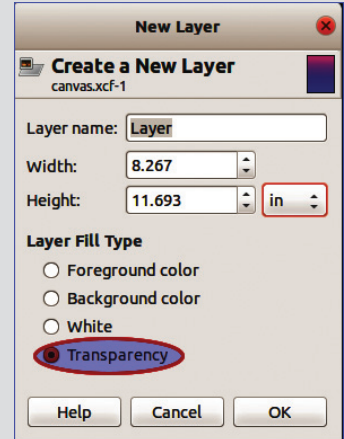 New Layer
Create a New Layer
canvas.xcf-1
Layer name: Layer
Width: 8.267
Height: 11.693 in
Layer Fill Type
Foreground color
Background color
White
Transparency
Help Cancel OK